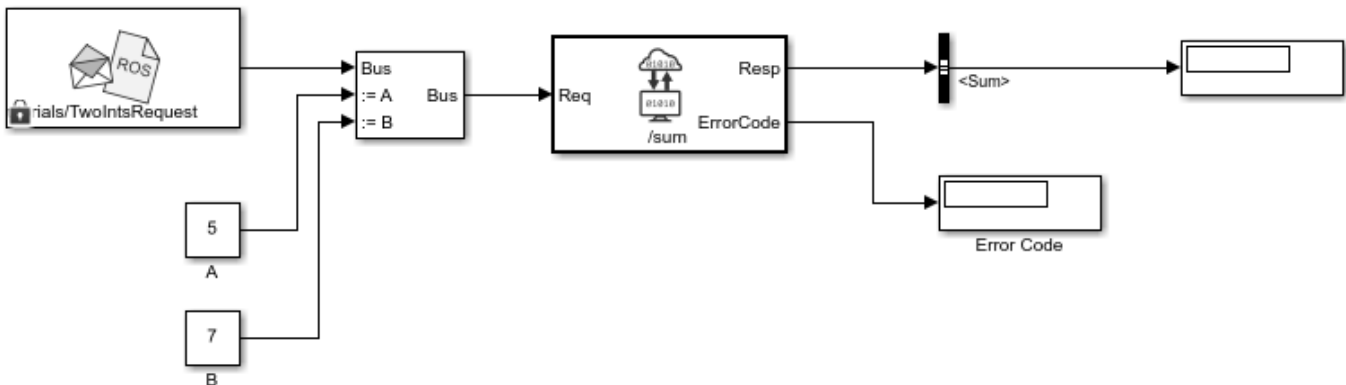 ROS
rials/TwoIntsRequest
Bus
:= A
:= B
Bus
Req
01010
01010
/sum
Resp
ErrorCode
<Sum>
Error Code
5
A
7
B